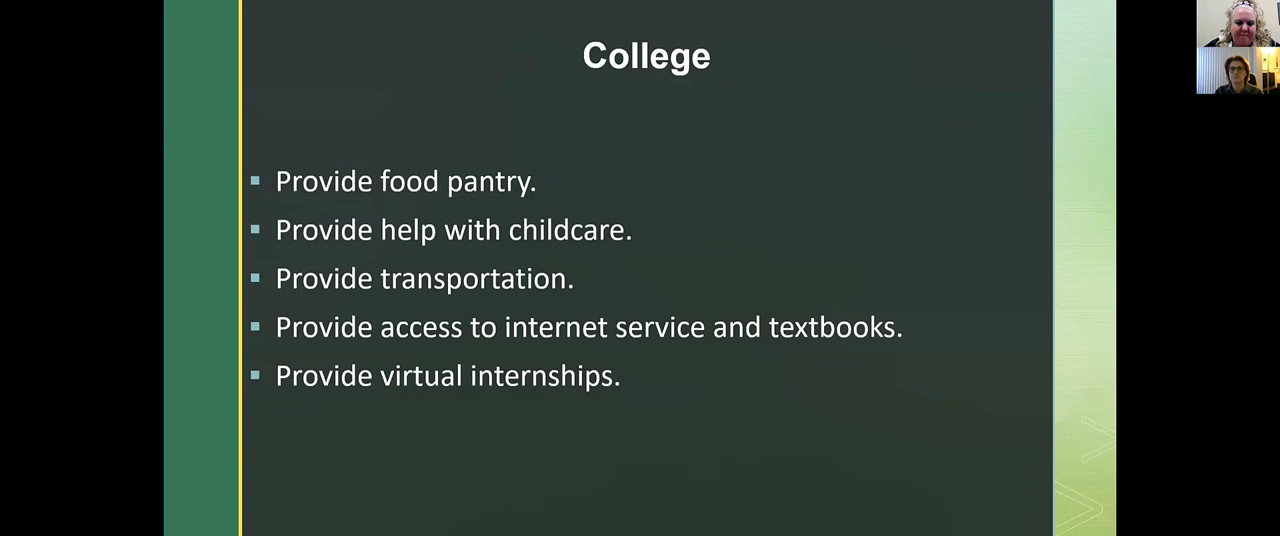 College
Provide food pantry.
Provide help with childcare.
Provide transportation.
Provide access to internet service and textbooks.
Provide virtual internships.